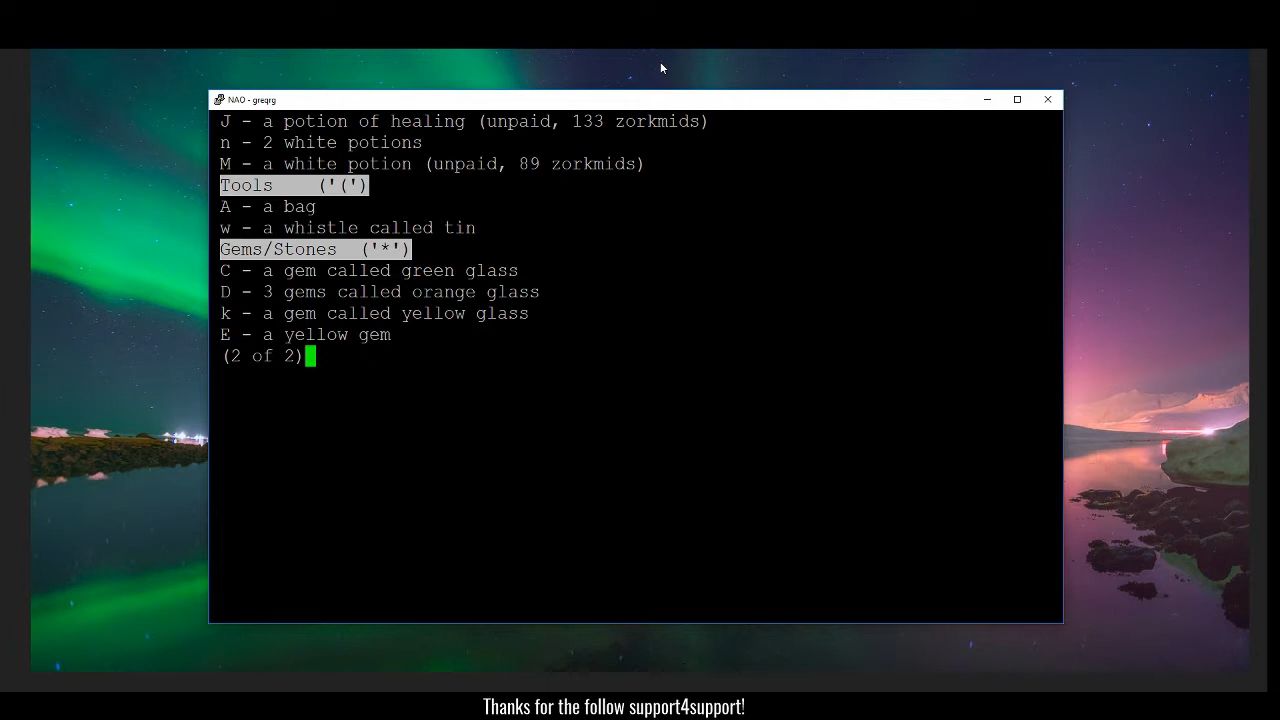 NAO - greqrg
J - a potion of healing (unpaid, 133 zorkmids)
n - 2 white potions
M - a white potion (unpaid, 89 zorkmids)
Tools    ('(')
A - a bag
w - a whistle called tin
Gems/Stones  ('*')
C - a gem called green glass
D - 3 gems called orange glass
k - a gem called yellow glass
E - a yellow gem
(2 of 2)
Thanks for the follow support4support!